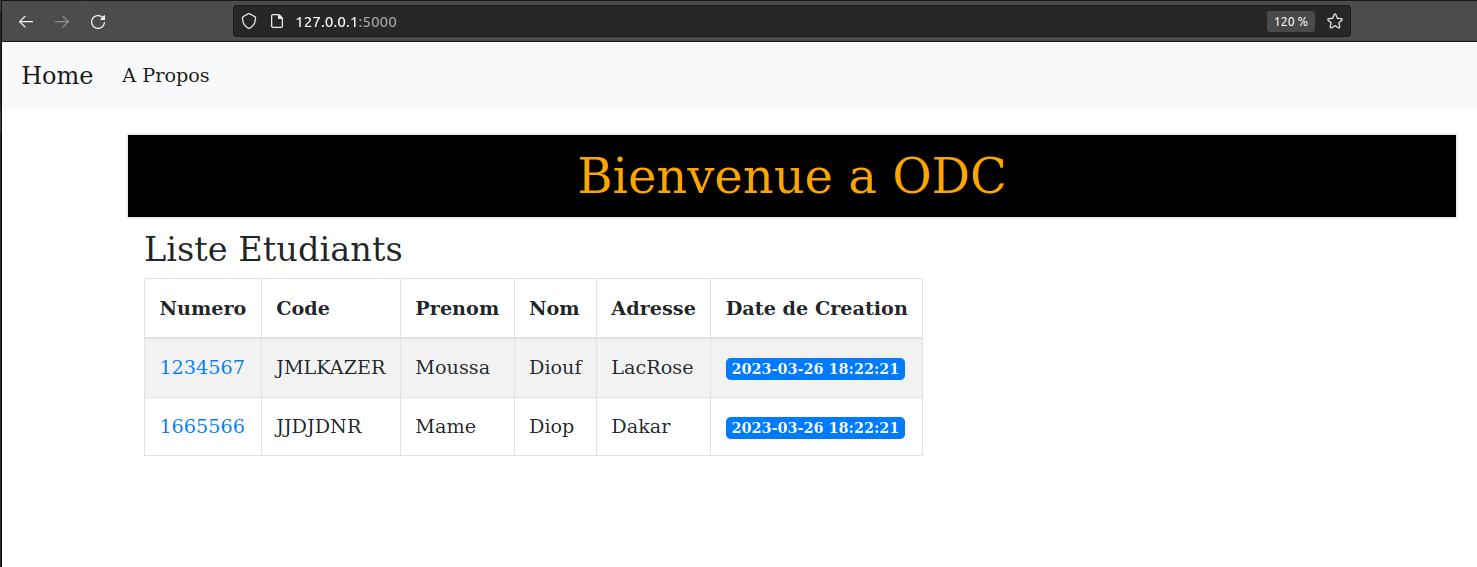 127.0.0.1:5000 120 %
Home A Propos
Bienvenue a ODC
Liste Etudiants
Numero Code Prenom Nom Adresse Date de Creation
1234567 JMLKAZER Moussa Diouf LacRose 2023-03-26 18:22:21
1665566 JJDJDNR Mame Diop Dakar 2023-03-26 18:22:21